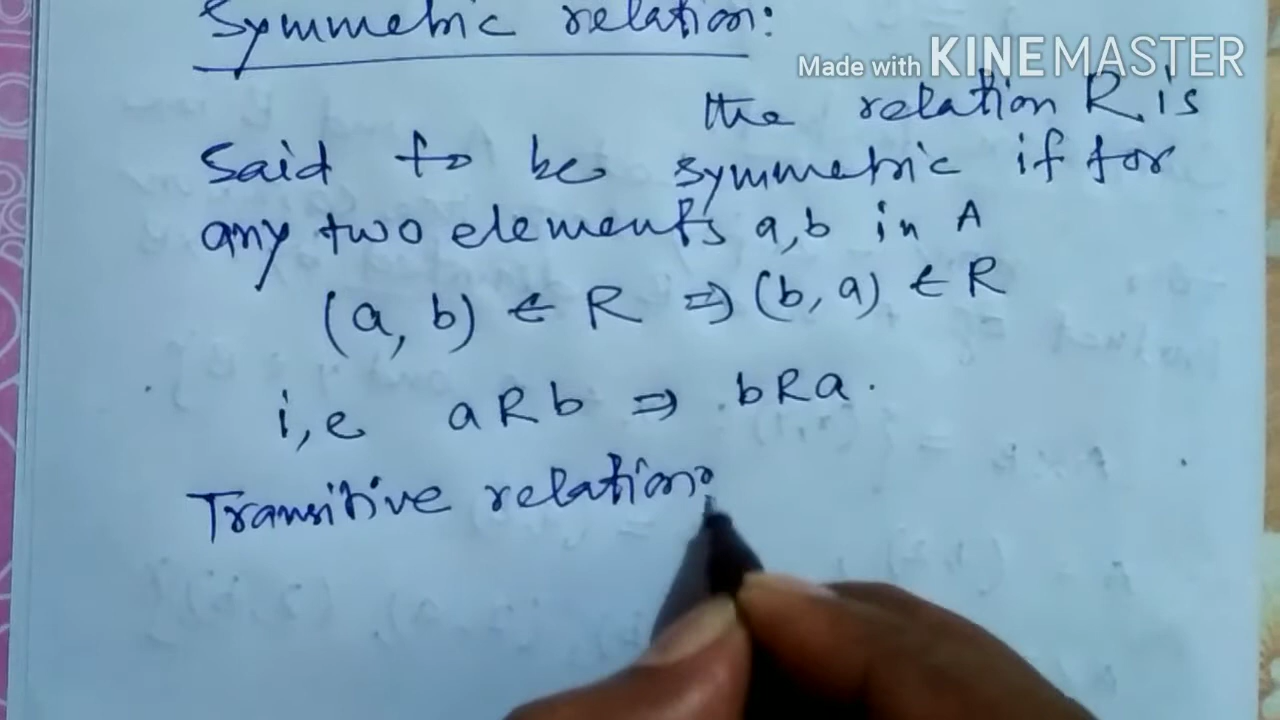 Symmetric relation:
Made with KINEMASTER
the relation R is
Said to be symmetric if for
any two elements a,b in A
(a, b) ∈ R ⇒ (b, a) ∈ R
i,e aRb ⇒ bRa.
Transitive relation: